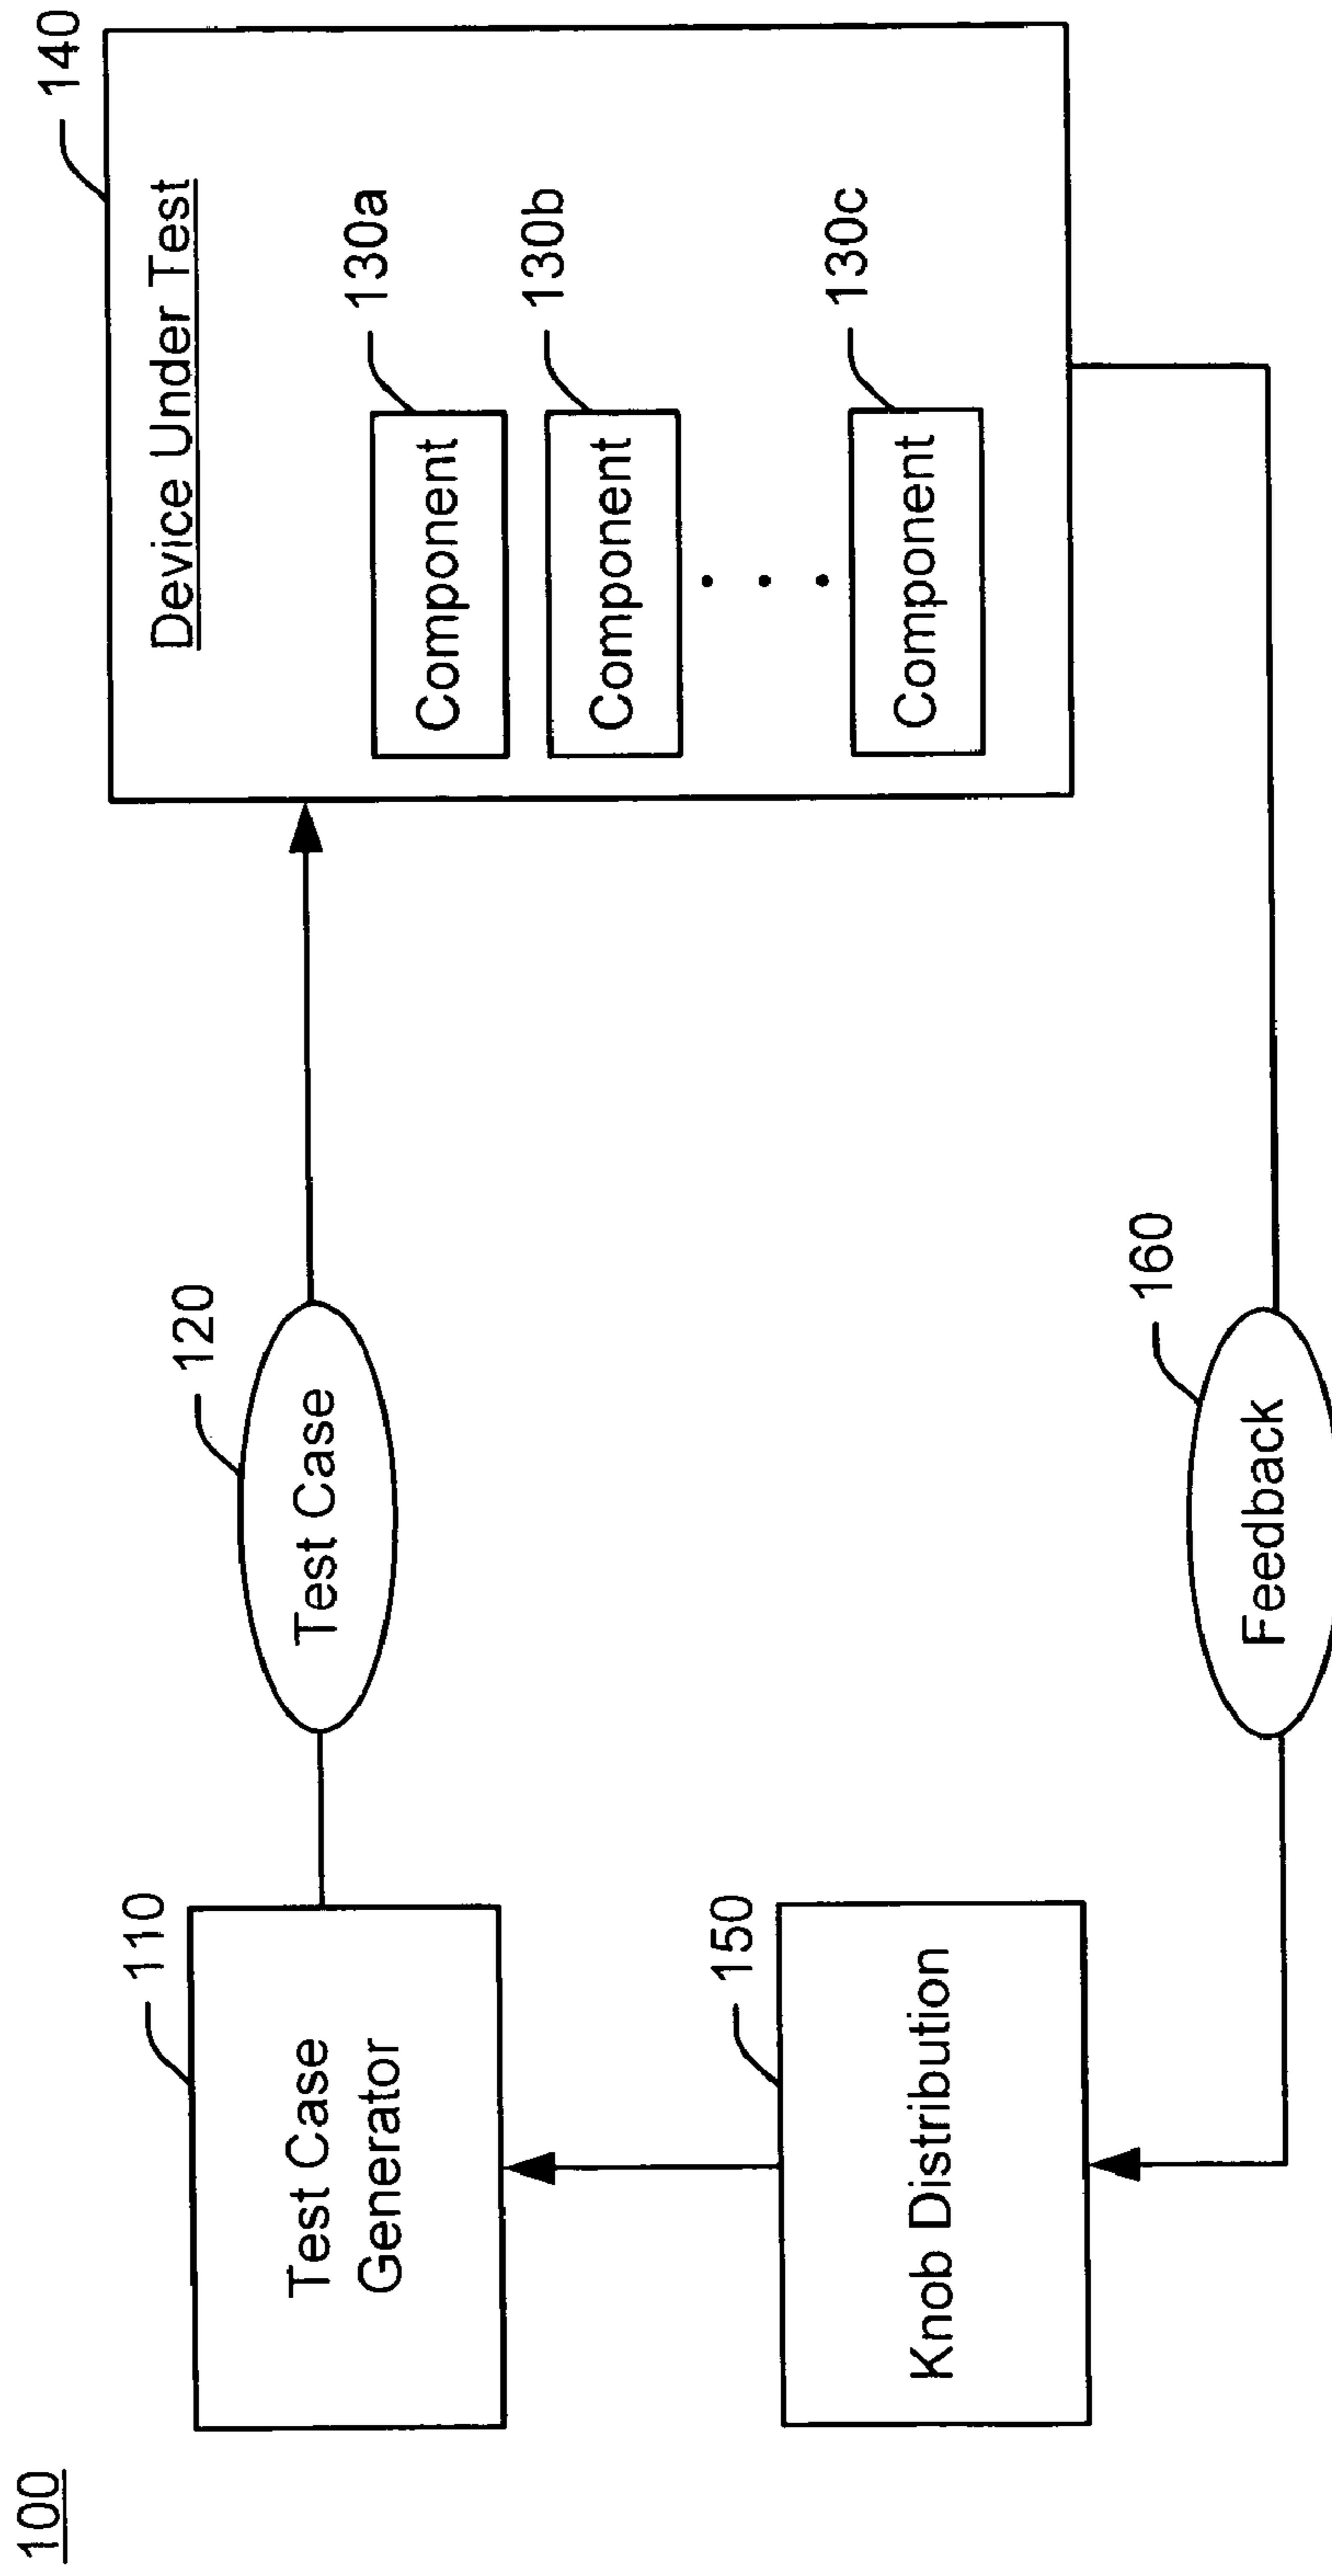 100
110
Test Case
Generator
120
Test Case
140
Device Under Test
130a
Component
130b
Component
130c
Component
150
Knob Distribution
160
Feedback